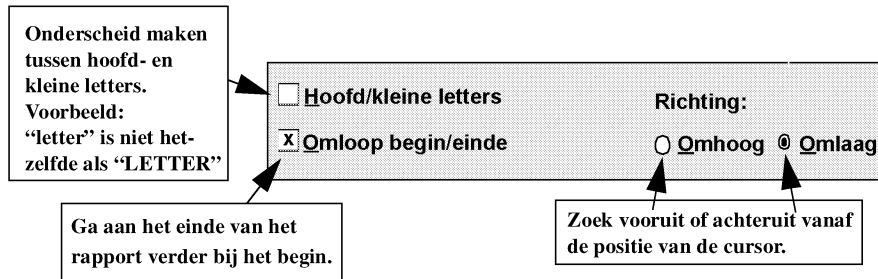 Onderscheid maken
tussen hoofd- en
kleine letters.
Voorbeeld:
“letter” is niet het-
zelfde als “LETTER”
Hoofd/kleine letters
Omloop begin/einde
Richting:
Omhoog
Omlaag
Ga aan het einde van het
rapport verder bij het begin.
Zoek vooruit of achteruit vanaf
de positie van de cursor.